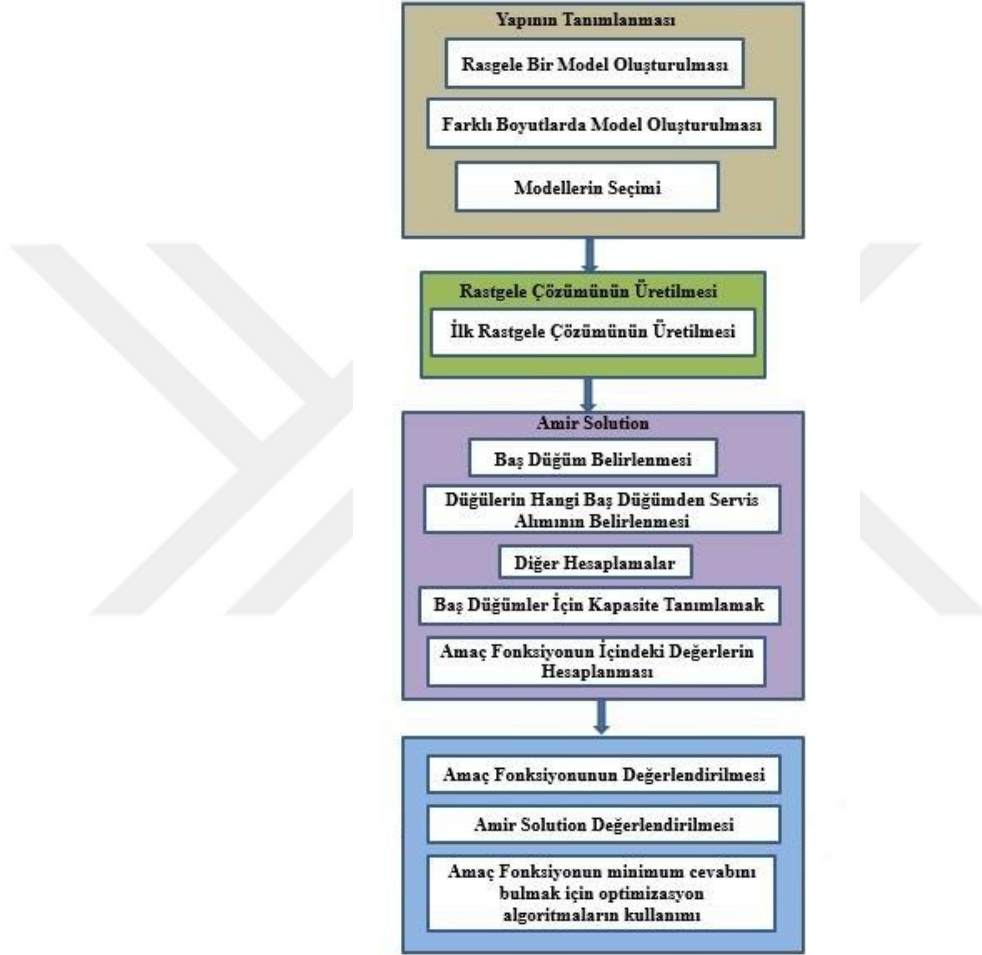 Yapının Tanımlanması
Rasgele Bir Model Oluşturulması
Farklı Boyutlarda Model Oluşturulması
Modellerin Seçimi
Rastgele Çözümünün Üretilmesi
İlk Rastgele Çözümünün Üretilmesi
Amir Solution
Baş Düğüm Belirlenmesi
Düğülerin Hangi Baş Düğümden Servis
Alımının Belirlenmesi
Diğer Hesaplamalar
Baş Düğümler İçin Kapasite Tanımlamak
Amaç Fonksiyonun İçindeki Değerlerin
Hesaplanması
Amaç Fonksiyonunun Değerlendirilmesi
Amir Solution Değerlendirilmesi
Amaç Fonksiyonun minimum cevabını
bulmak için optimizasyon
algoritmaların kullanımı